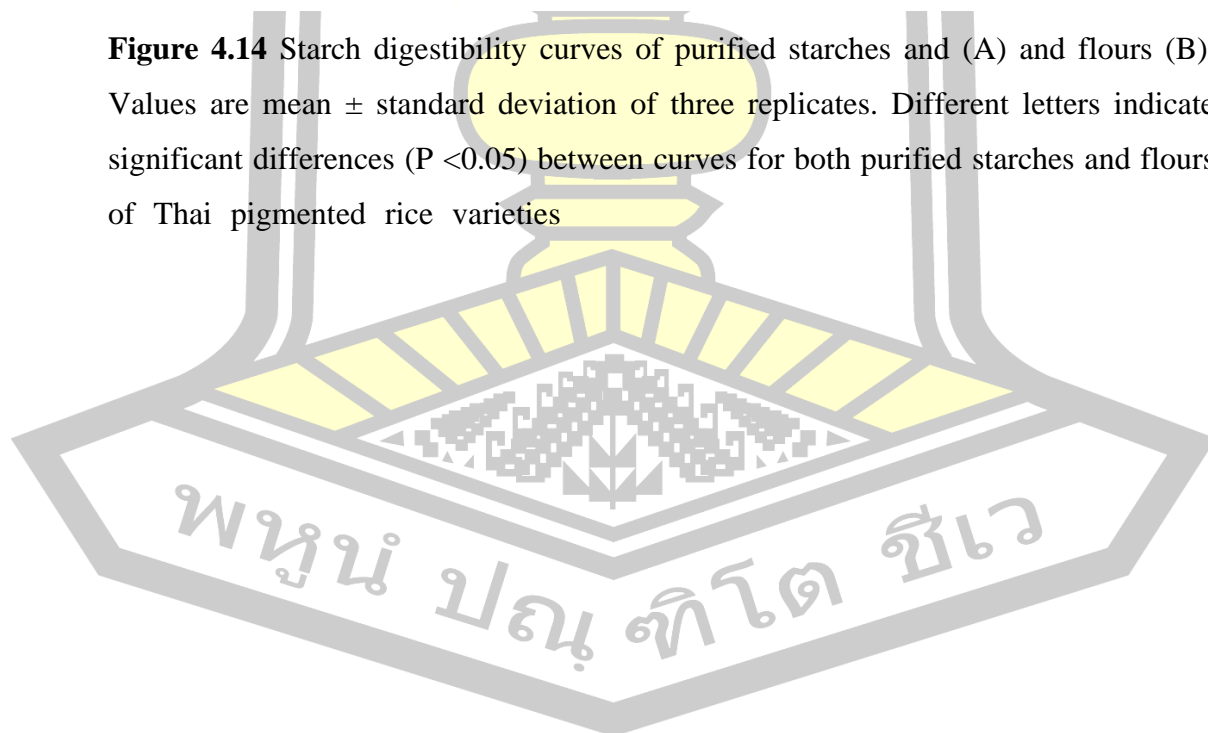 Figure 4.14 Starch digestibility curves of purified starches and (A) and flours (B)
Values are mean ± standard deviation of three replicates. Different letters indicate
significant differences (P <0.05) between curves for both purified starches and flours
of Thai pigmented rice varieties
พหูนํ ปณฺฑิโต ชีเว